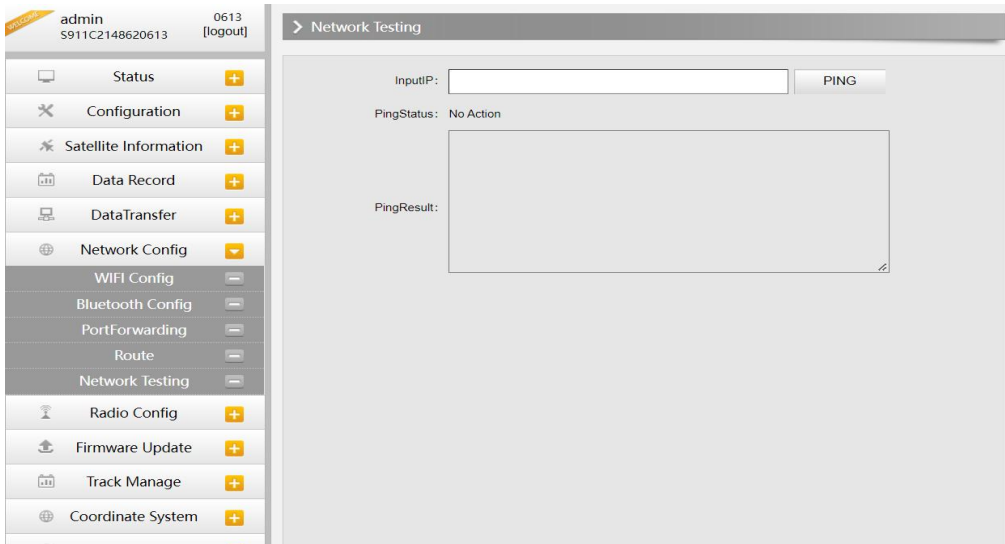 WELCOME
admin
S911C2148620613
0613
[logout]
Status
Configuration
Satellite Information
Data Record
DataTransfer
Network Config
WIFI Config
Bluetooth Config
PortForwarding
Route
Network Testing
Radio Config
Firmware Update
Track Manage
Coordinate System
Network Testing
InputIP:
PING
PingStatus: No Action
PingResult: